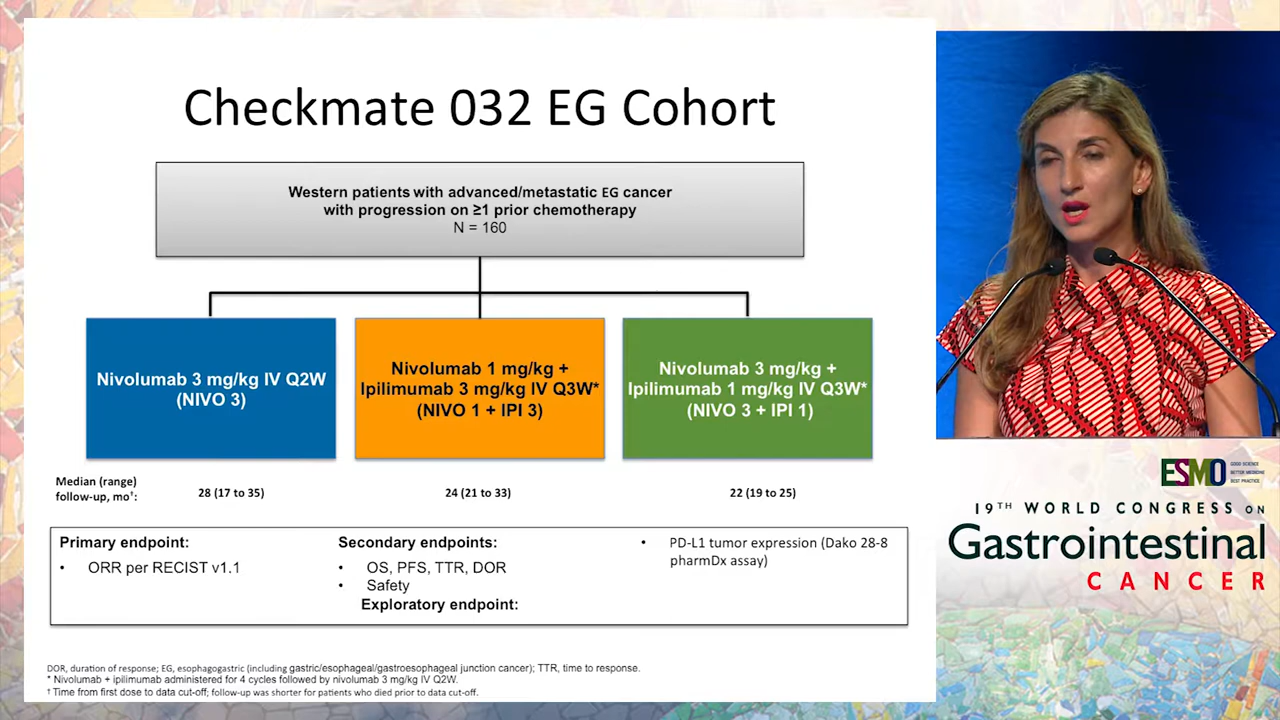 Checkmate 032 EG Cohort
Western patients with advanced/metastatic EG cancer
with progression on ≥1 prior chemotherapy
N = 160
Nivolumab 3 mg/kg IV Q2W
(NIVO 3)
Nivolumab 1 mg/kg +
Ipilimumab 3 mg/kg IV Q3W*
(NIVO 1 + IPI 3)
Nivolumab 3 mg/kg +
Ipilimumab 1 mg/kg IV Q3W*
(NIVO 3 + IPI 1)
Median (range)
follow-up, mo†:
28 (17 to 35)
24 (21 to 33)
22 (19 to 25)
Primary endpoint:
• ORR per RECIST v1.1
Secondary endpoints:
• OS, PFS, TTR, DOR
• Safety
Exploratory endpoint:
• PD-L1 tumor expression (Dako 28-8
pharmDx assay)
DOR, duration of response; EG, esophagogastric (including gastric/esophageal/gastroesophageal junction cancer); TTR, time to response.
* Nivolumab + ipilimumab administered for 4 cycles followed by nivolumab 3 mg/kg IV Q2W.
† Time from first dose to data cut-off; follow-up was shorter for patients who died prior to data cut-off.
ESMO
GOOD SCIENCE
BETTER MEDICINE
BEST PRACTICE
19TH WORLD CONGRESS ON
Gastrointestinal
CANCER